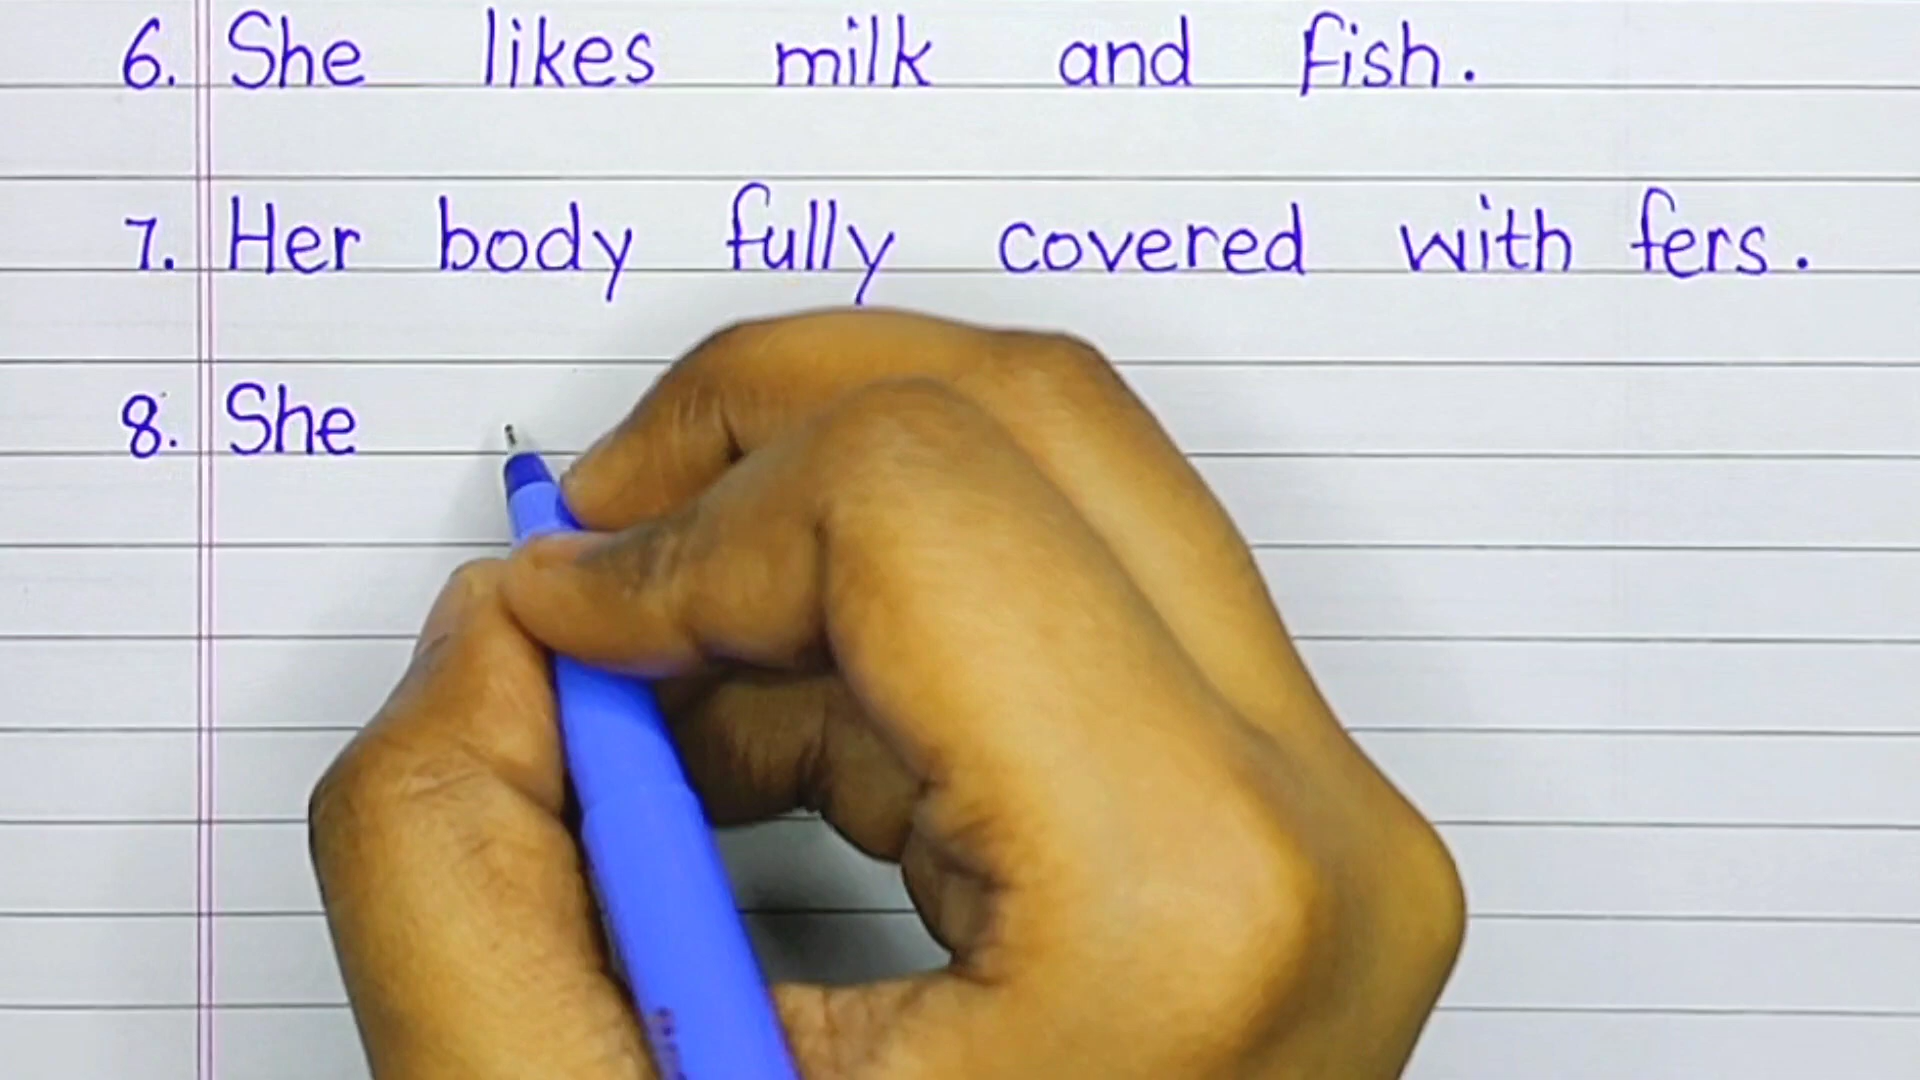 6. She likes milk and fish.
7. Her body fully covered with fers.
8. She